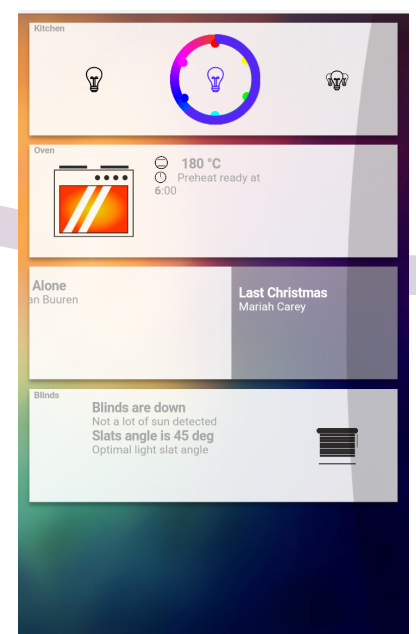 Kitchen
Oven
180 °C
Preheat ready at
6:00
Alone
an Buuren
Last Christmas
Mariah Carey
Blinds
Blinds are down
Not a lot of sun detected
Slats angle is 45 deg
Optimal light slat angle